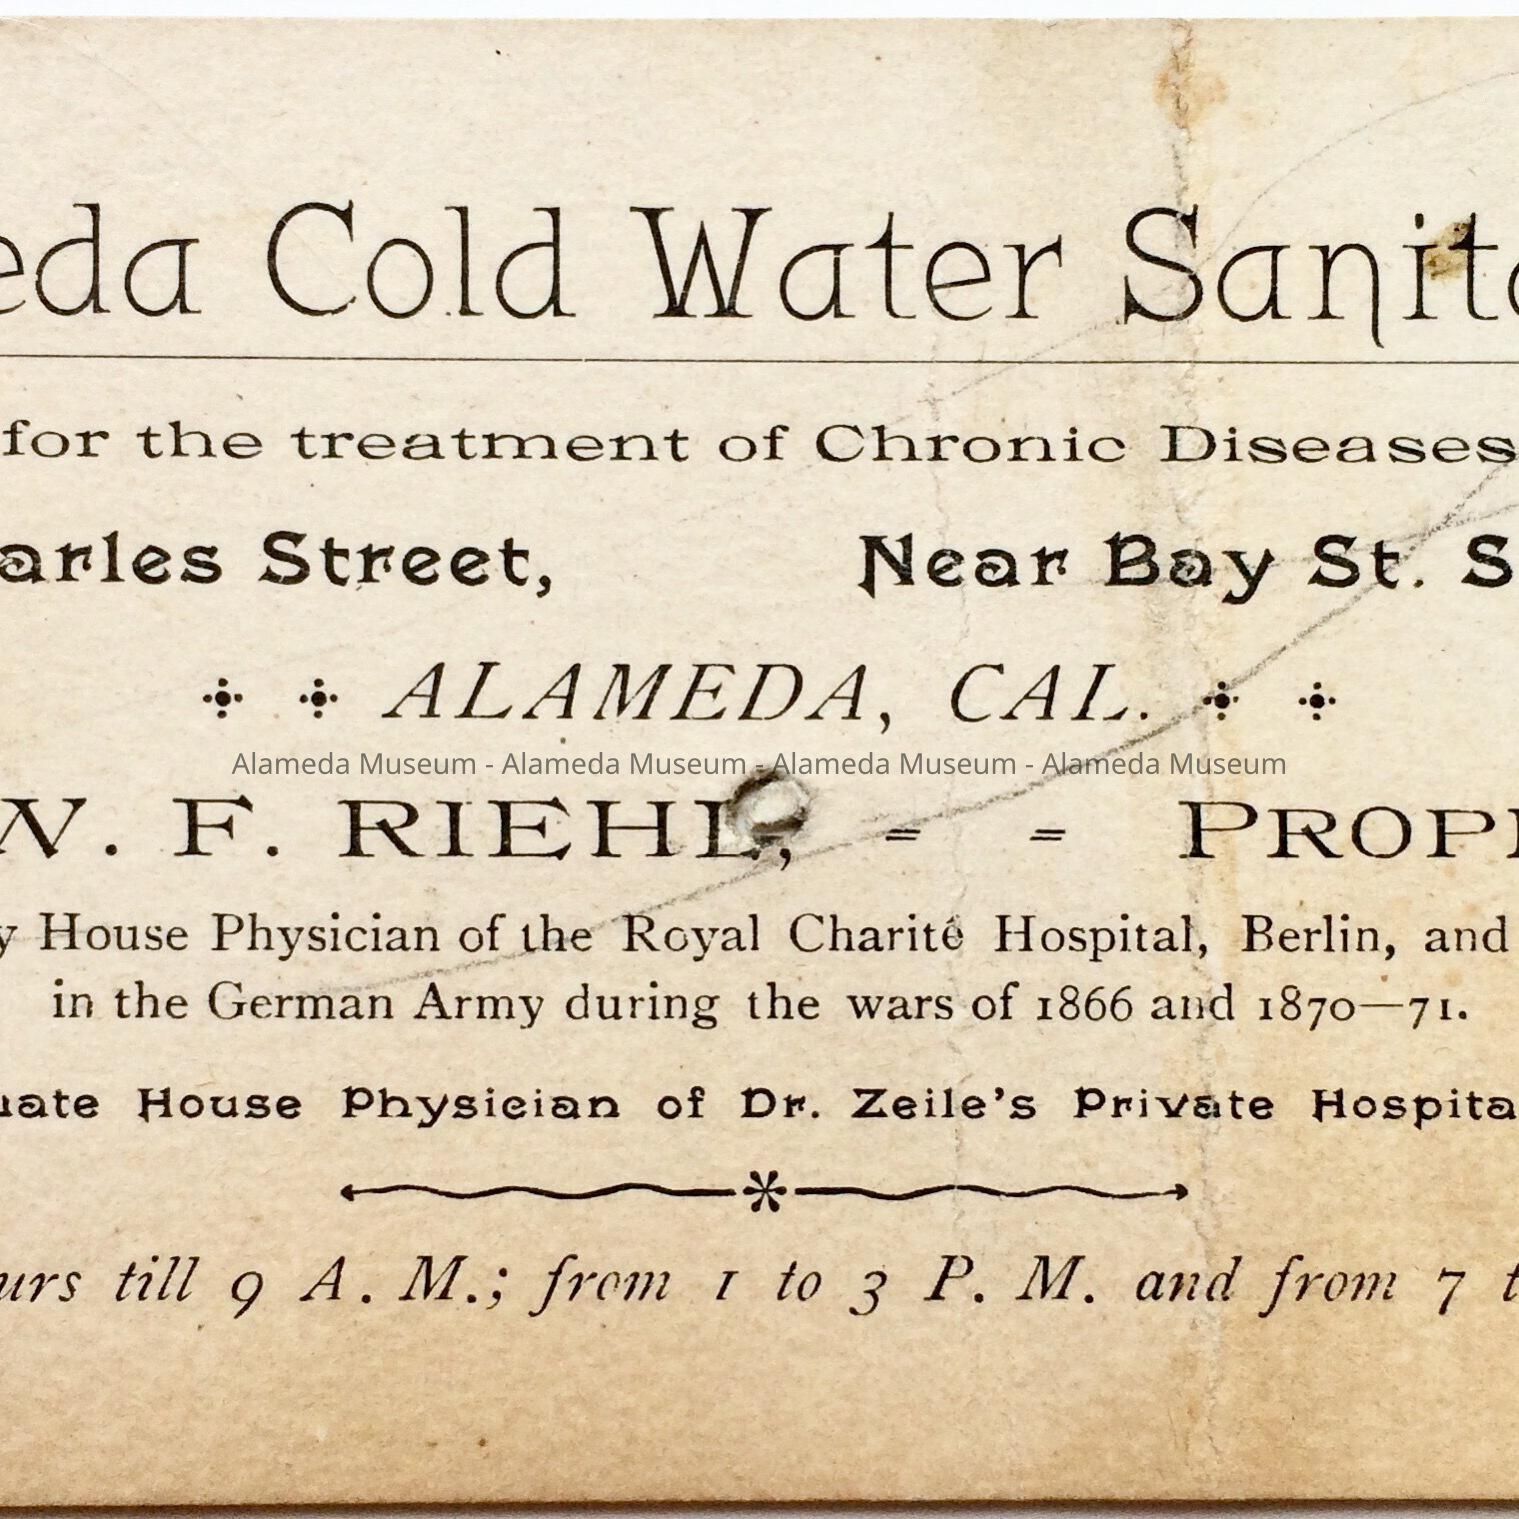 eda Cold Water Sanita
for the treatment of Chronic Diseases
arles Street, Near Bay St. S
ALAMEDA, CAL.
Alameda Museum - Alameda Museum - Alameda Museum - Alameda Museum
W. F. RIEHL, = = PROPR
y House Physician of the Royal Charité Hospital, Berlin, and
in the German Army during the wars of 1866 and 1870—71.
uate House Physician of Dr. Zeile's Private Hospita
urs till 9 A. M.; from 1 to 3 P. M. and from 7 t